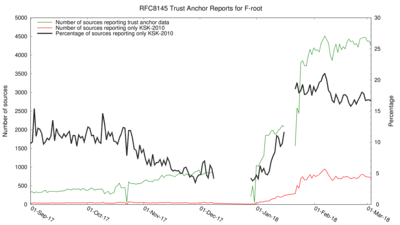 RFC8145 Trust Anchor Reports for F-root
5000
4500
4000
3500
3000
2500
2000
1500
1000
500
0
Number of sources
Number of sources reporting trust anchor data
Number of sources reporting only KSK-2010
Percentage of sources reporting only KSK-2010
30
25
20
15
10
5
0
Percentage
01-Sep-17
01-Oct-17
01-Nov-17
01-Dec-17
01-Jan-18
01-Feb-18
01-Mar-18